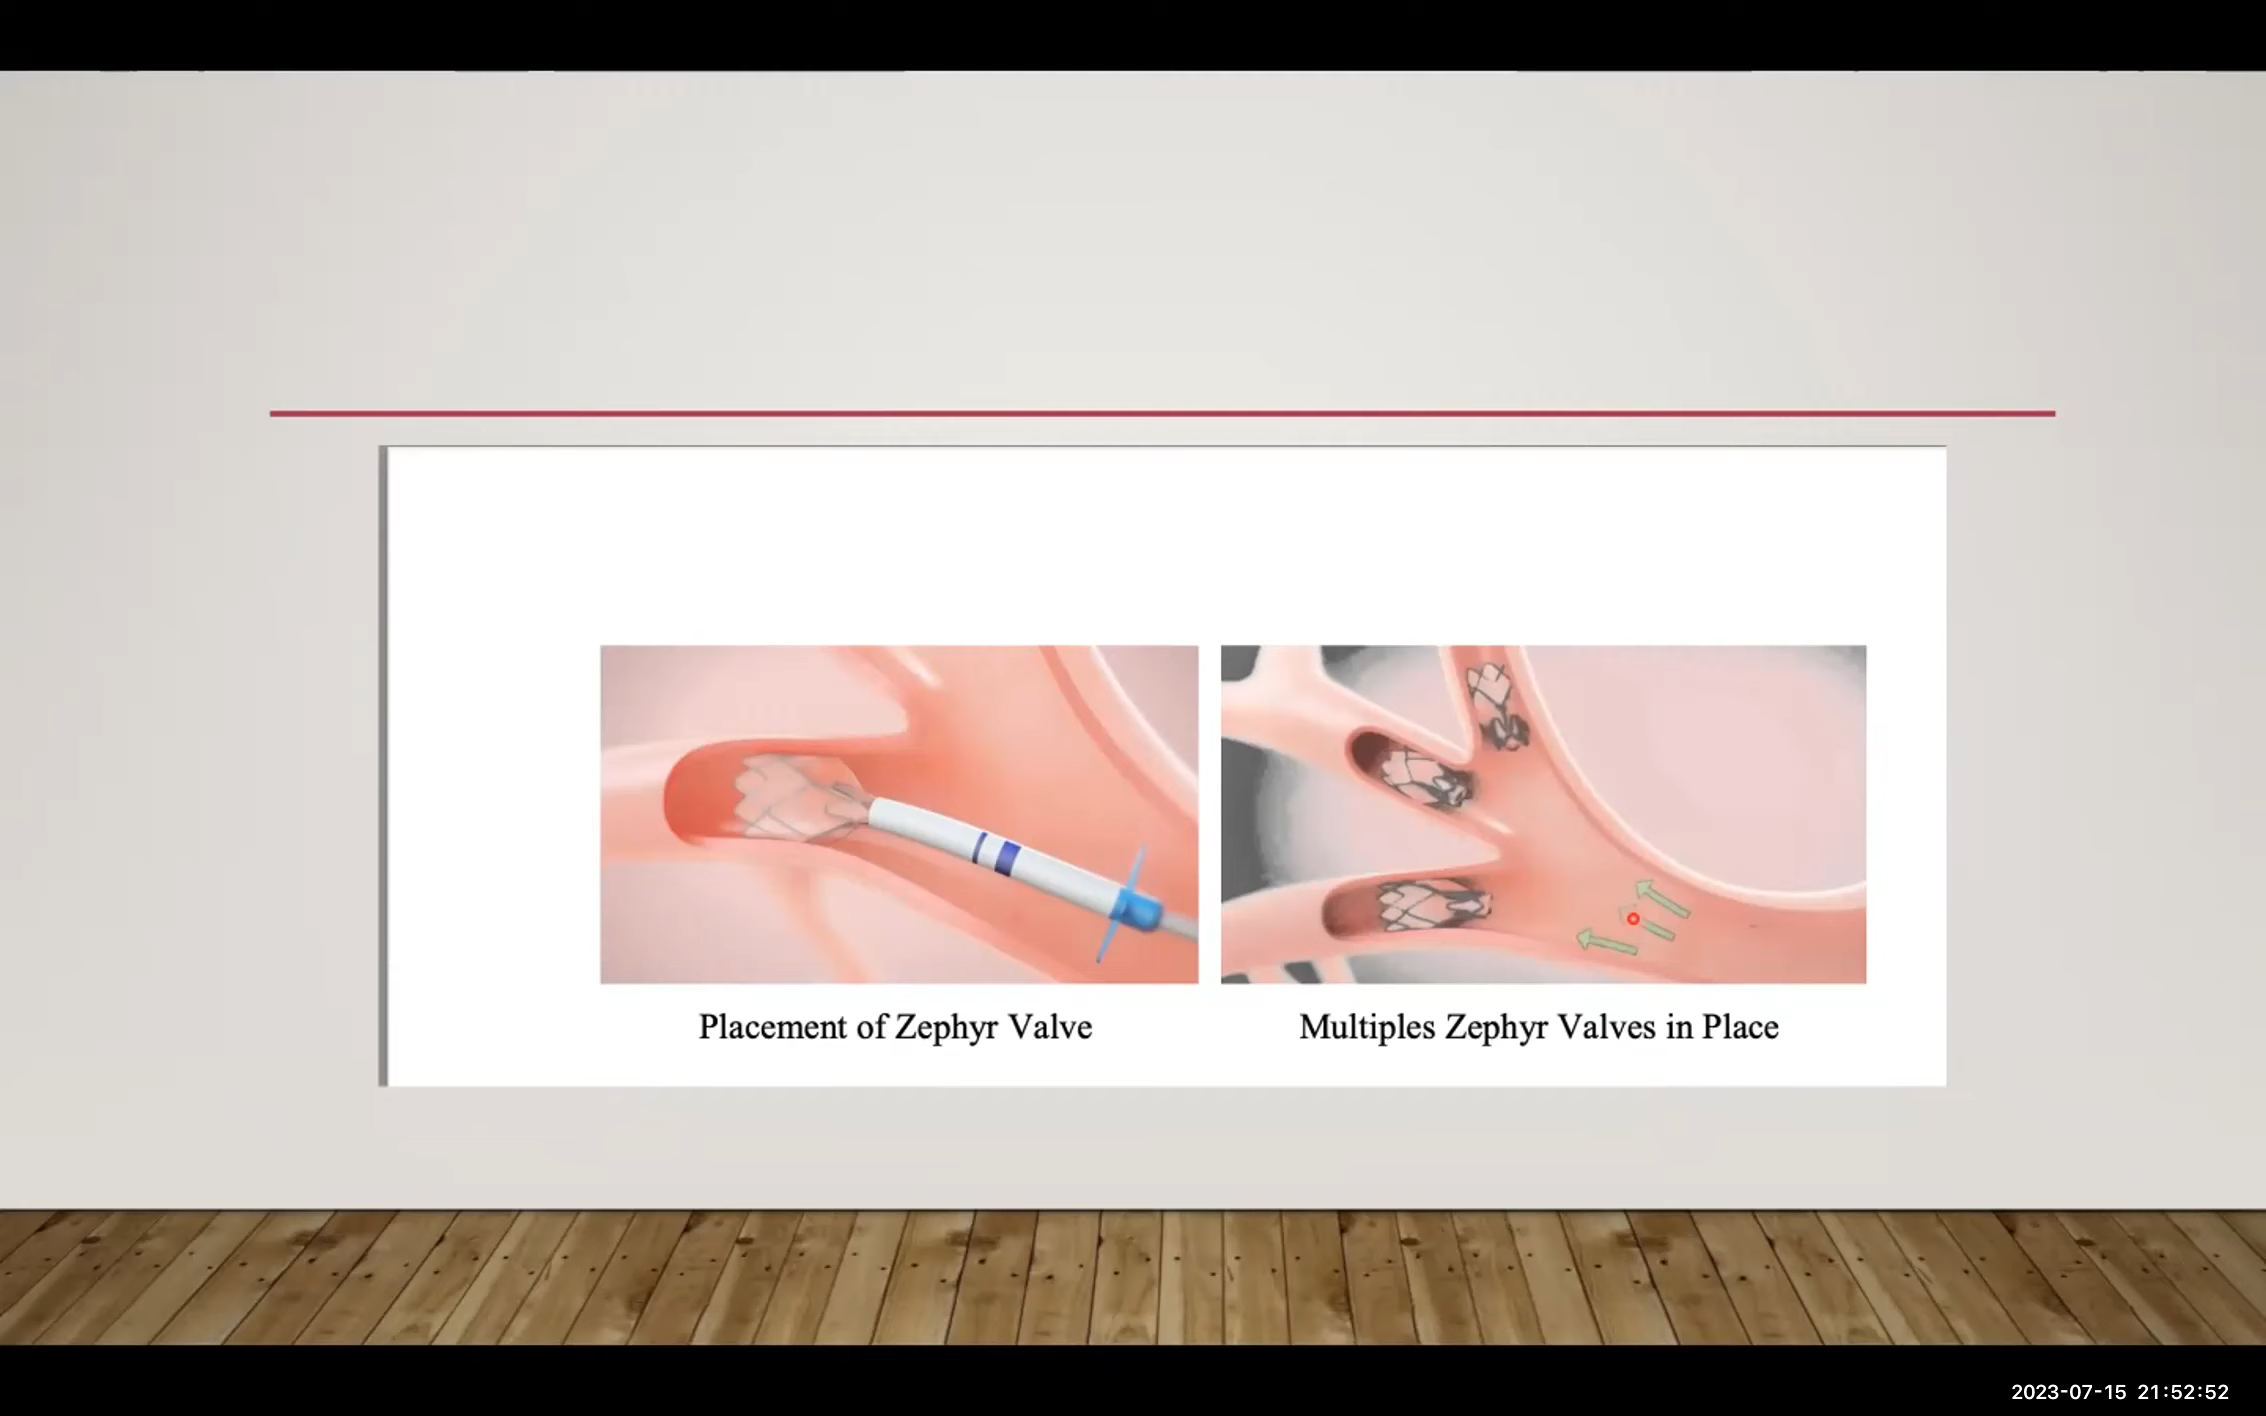 Placement of Zephyr Valve
Multiples Zephyr Valves in Place
2023-07-15 21:52:52